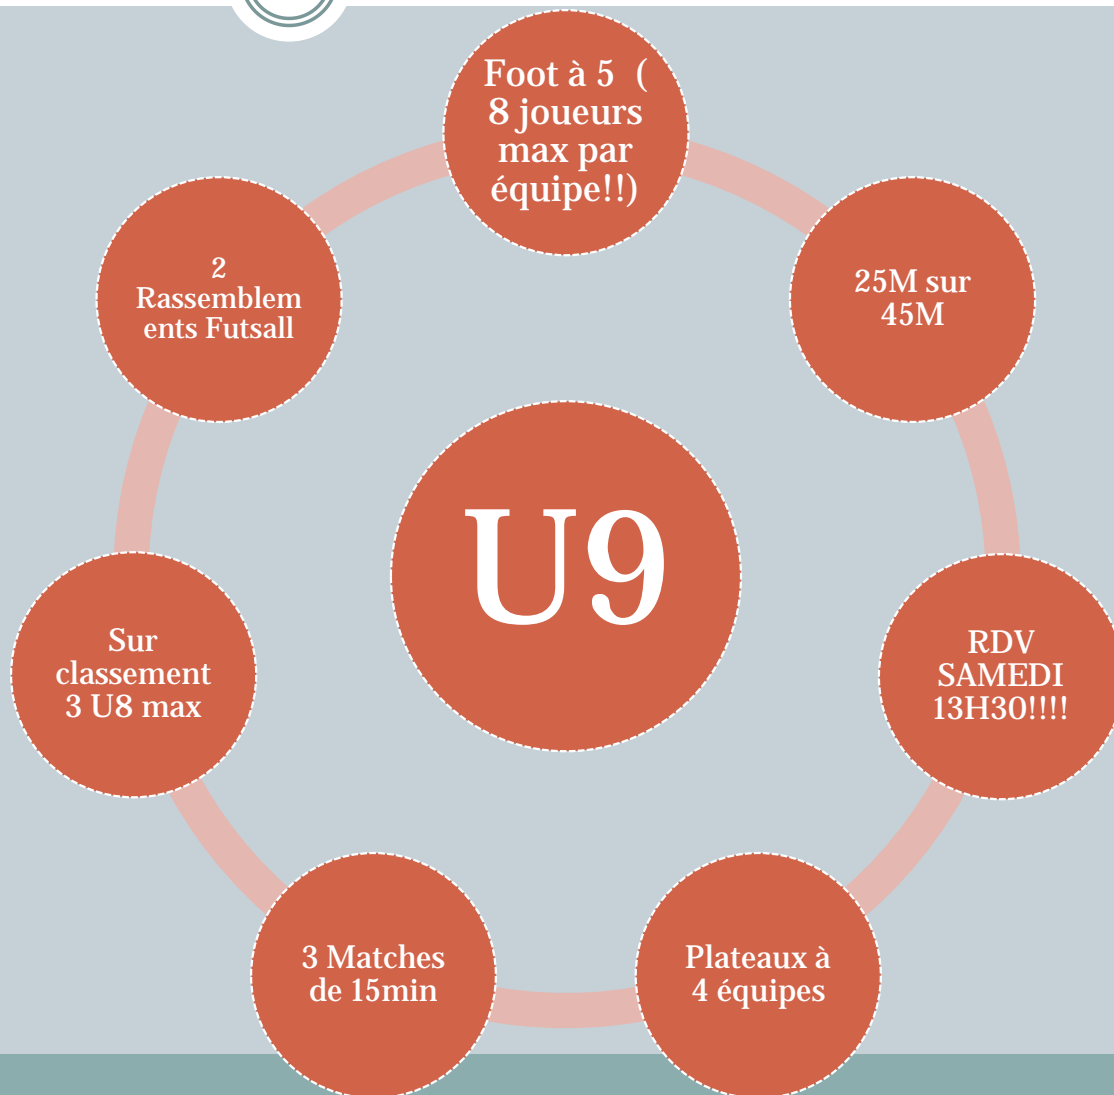 Foot à 5  (
8 joueurs
max par
équipe!!)
25M sur
45M
RDV
SAMEDI
13H30!!!!
Plateaux à
4 équipes
3 Matches
de 15min
Sur
classement
3 U8 max
2
Rassemblem
ents Futsall
U9